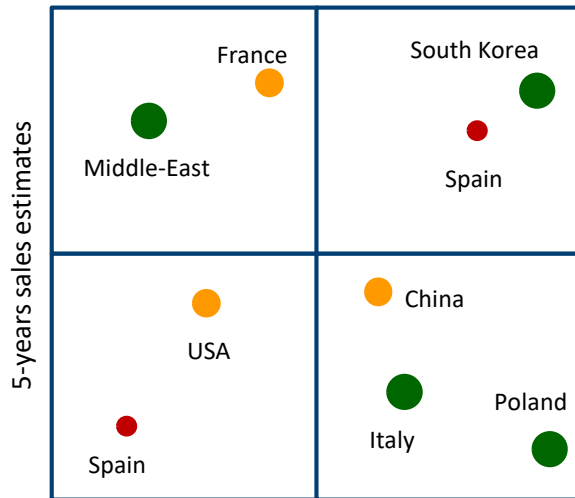 5-years sales estimates
France
South Korea
Middle-East
Spain
China
USA
Poland
Italy
Spain